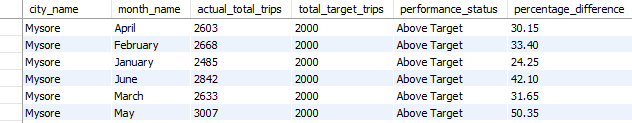 city_name month_name actual_total_trips total_target_trips performance_status percentage_difference
Mysore April 2603 2000 Above Target 30.15
Mysore February 2668 2000 Above Target 33.40
Mysore January 2485 2000 Above Target 24.25
Mysore June 2842 2000 Above Target 42.10
Mysore March 2633 2000 Above Target 31.65
Mysore May 3007 2000 Above Target 50.35